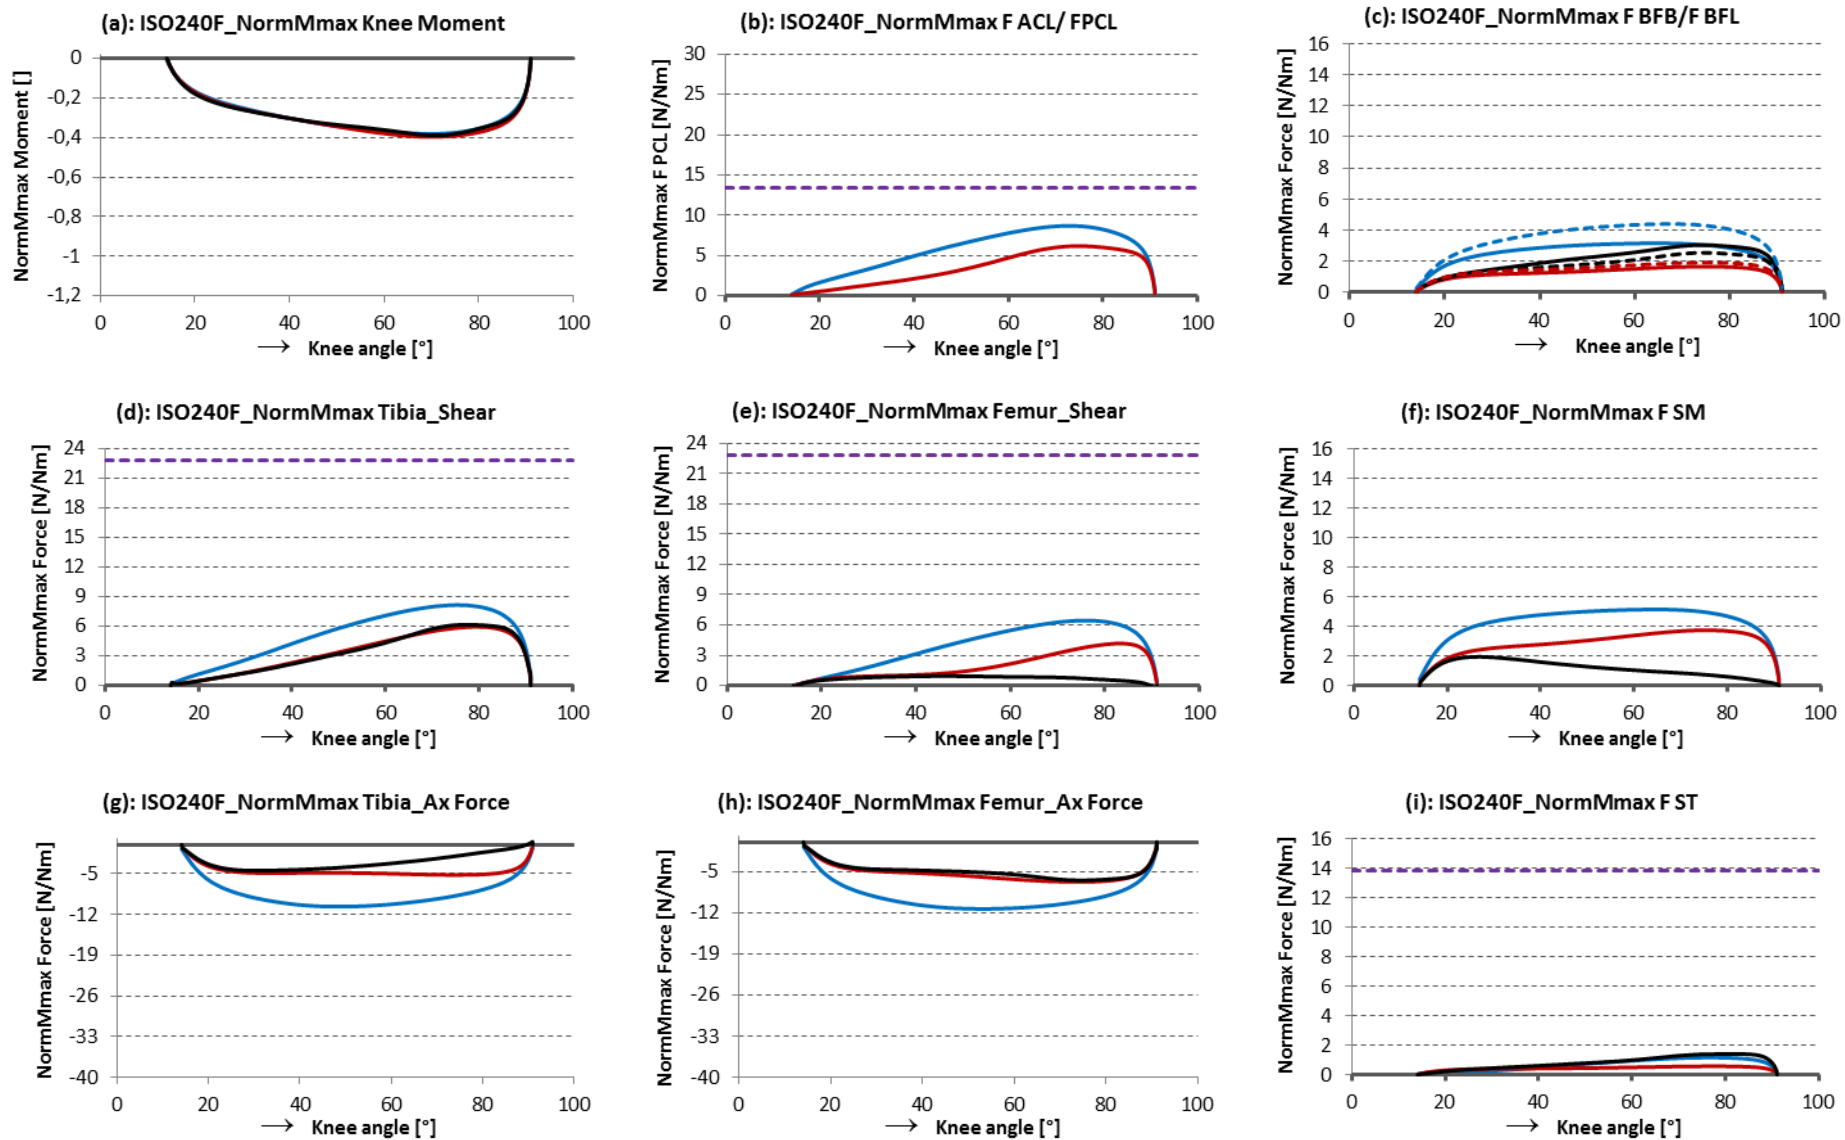 (a): ISO240F_NormMmax Knee Moment
NormMmax Moment []
0
-0,2
-0,4
-0,6
-0,8
-1
-1,2
0 20 40 60 80 100
→ Knee angle [°]
(b): ISO240F_NormMmax F ACL/ FPCL
NormMmax F PCL [N/Nm]
30
25
20
15
10
5
0
0 20 40 60 80 100
→ Knee angle [°]
(c): ISO240F_NormMmax F BFB/F BFL
NormMmax Force [N/Nm]
16
14
12
10
8
6
4
2
0
0 20 40 60 80 100
→ Knee angle [°]
(d): ISO240F_NormMmax Tibia_Shear
NormMmax Force [N/Nm]
24
21
18
15
12
9
6
3
0
0 20 40 60 80 100
→ Knee angle [°]
(e): ISO240F_NormMmax Femur_Shear
NormMmax Force [N/Nm]
24
21
18
15
12
9
6
3
0
0 20 40 60 80 100
→ Knee angle [°]
(f): ISO240F_NormMmax F SM
NormMmax Force [N/Nm]
16
14
12
10
8
6
4
2
0
0 20 40 60 80 100
→ Knee angle [°]
(g): ISO240F_NormMmax Tibia_Ax Force
NormMmax Force [N/Nm]
-5
-12
-19
-26
-33
-40
0 20 40 60 80 100
→ Knee angle [°]
(h): ISO240F_NormMmax Femur_Ax Force
NormMmax Force [N/Nm]
-5
-12
-19
-26
-33
-40
0 20 40 60 80 100
→ Knee angle [°]
(i): ISO240F_NormMmax F ST
NormMmax Force [N/Nm]
16
14
12
10
8
6
4
2
0
0 20 40 60 80 100
→ Knee angle [°]